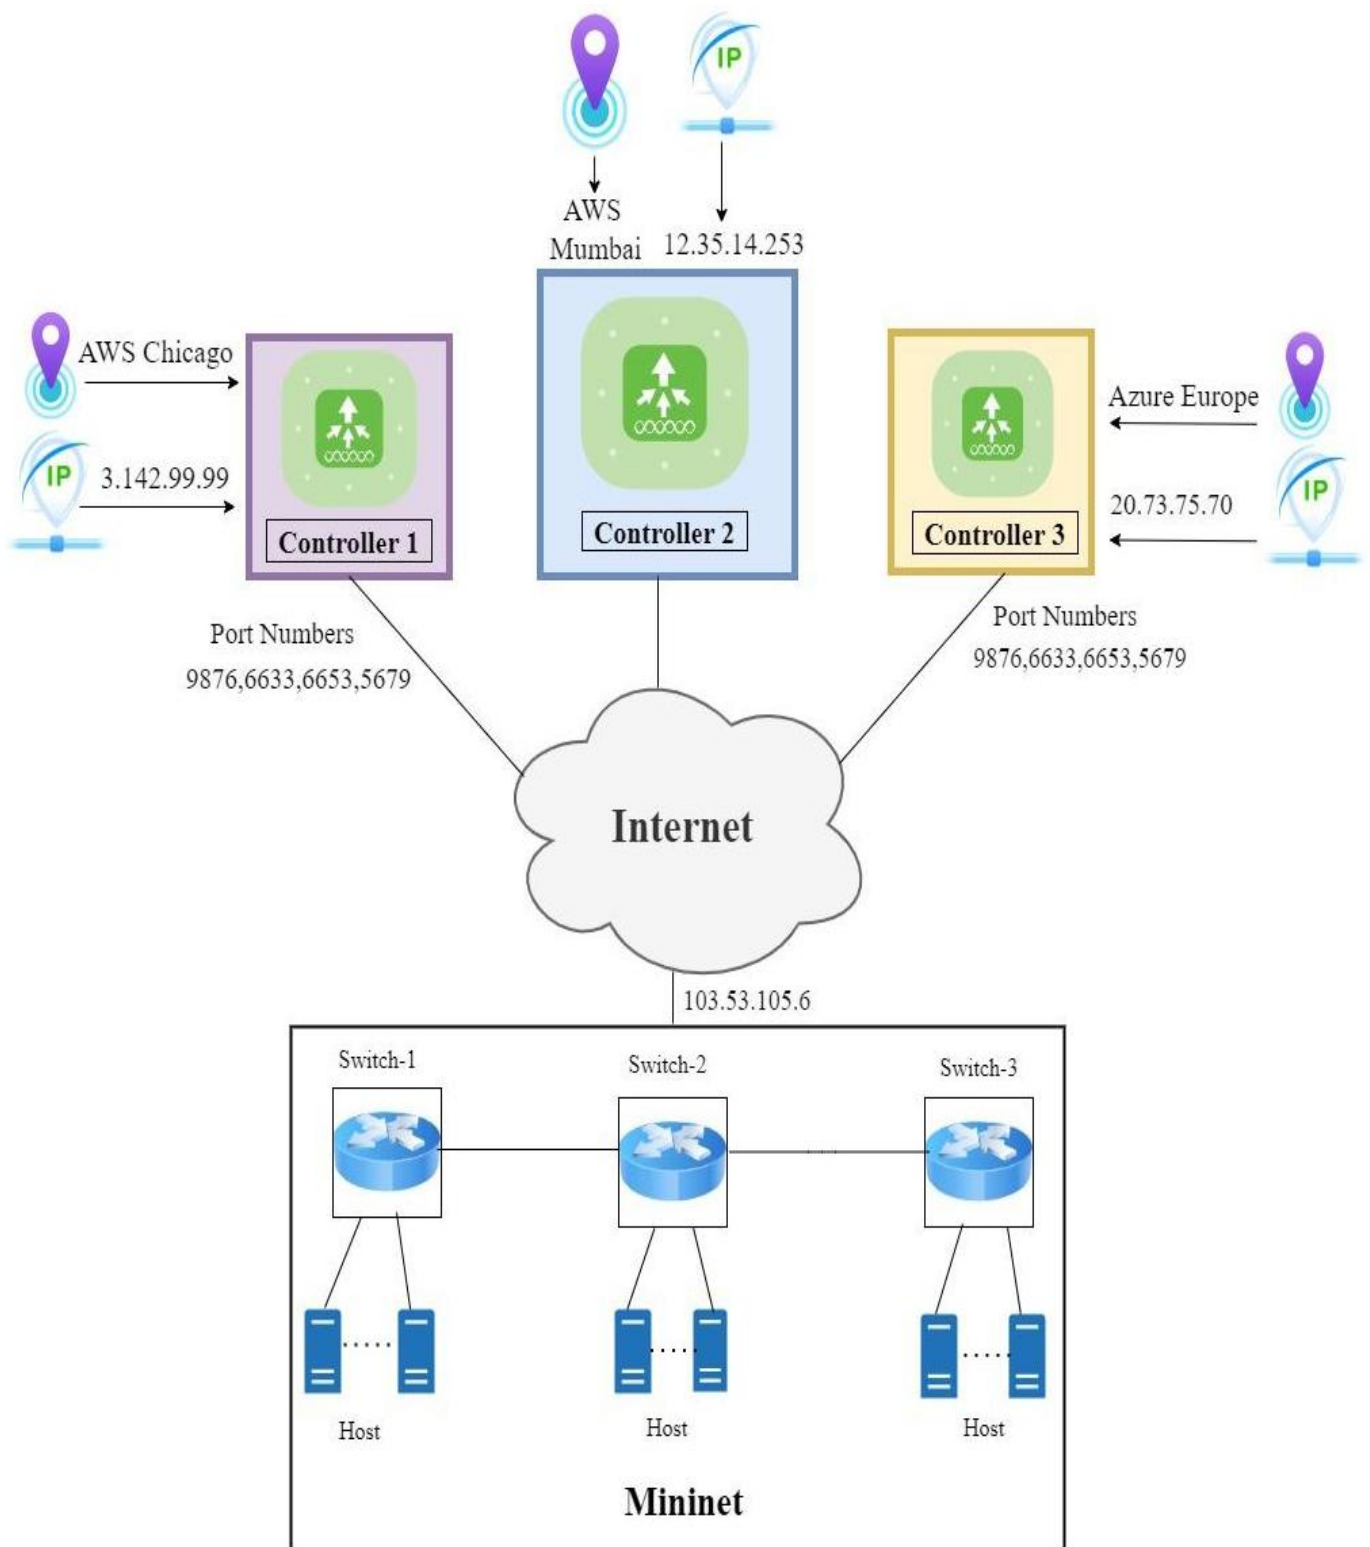 IP
AWS
Mumbai
12.35.14.253
AWS Chicago
IP
3.142.99.99
Controller 1
Controller 2
Controller 3
Azure Europe
20.73.75.70
IP
Port Numbers
9876,6633,6653,5679
Port Numbers
9876,6633,6653,5679
Internet
103.53.105.6
Switch-1
Switch-2
Switch-3
Host
Host
Host
Mininet